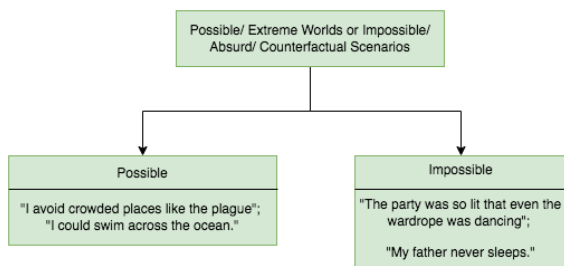 Possible/ Extreme Worlds or Impossible/
Absurd/ Counterfactual Scenarios
Possible
"I avoid crowded places like the plague";
"I could swim across the ocean."
Impossible
"The party was so lit that even the
wardrope was dancing";
"My father never sleeps."